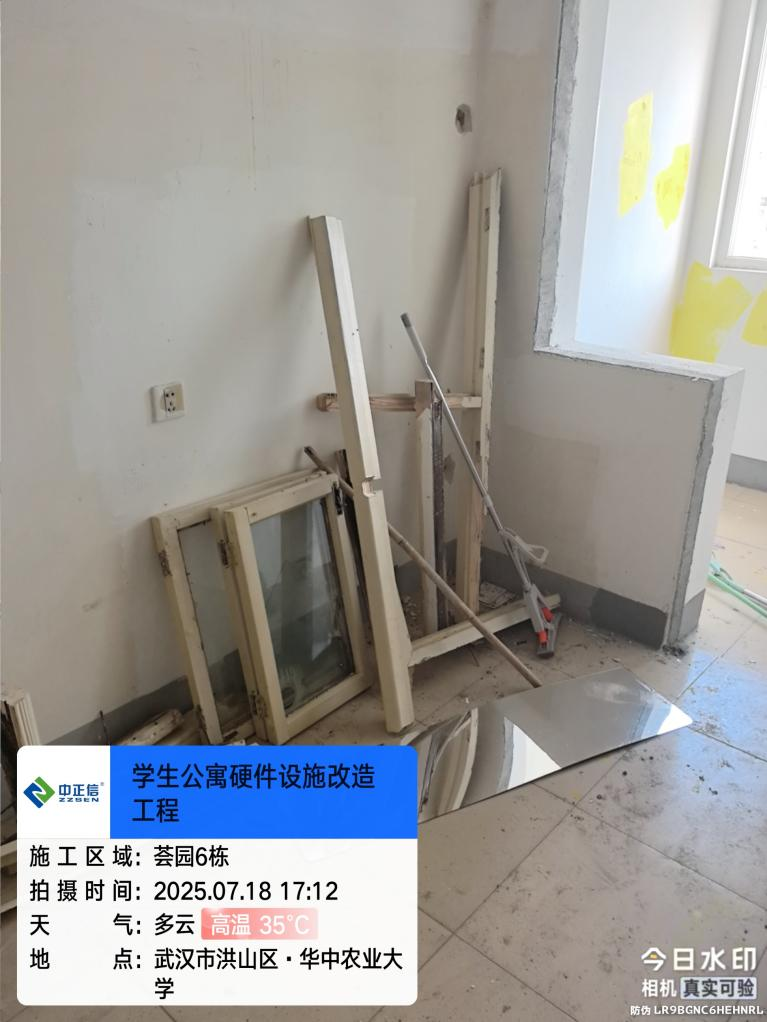 中正信®
ZZSEN
学生公寓硬件设施改造
工程
施工区域：荟园6栋
拍摄时间：2025.07.18 17:12
天气：多云 高温 35°C
地点：武汉市洪山区·华中农业大
学
今日水印
相机 真实可验
防伪 LR9BGNC6HEHNRL